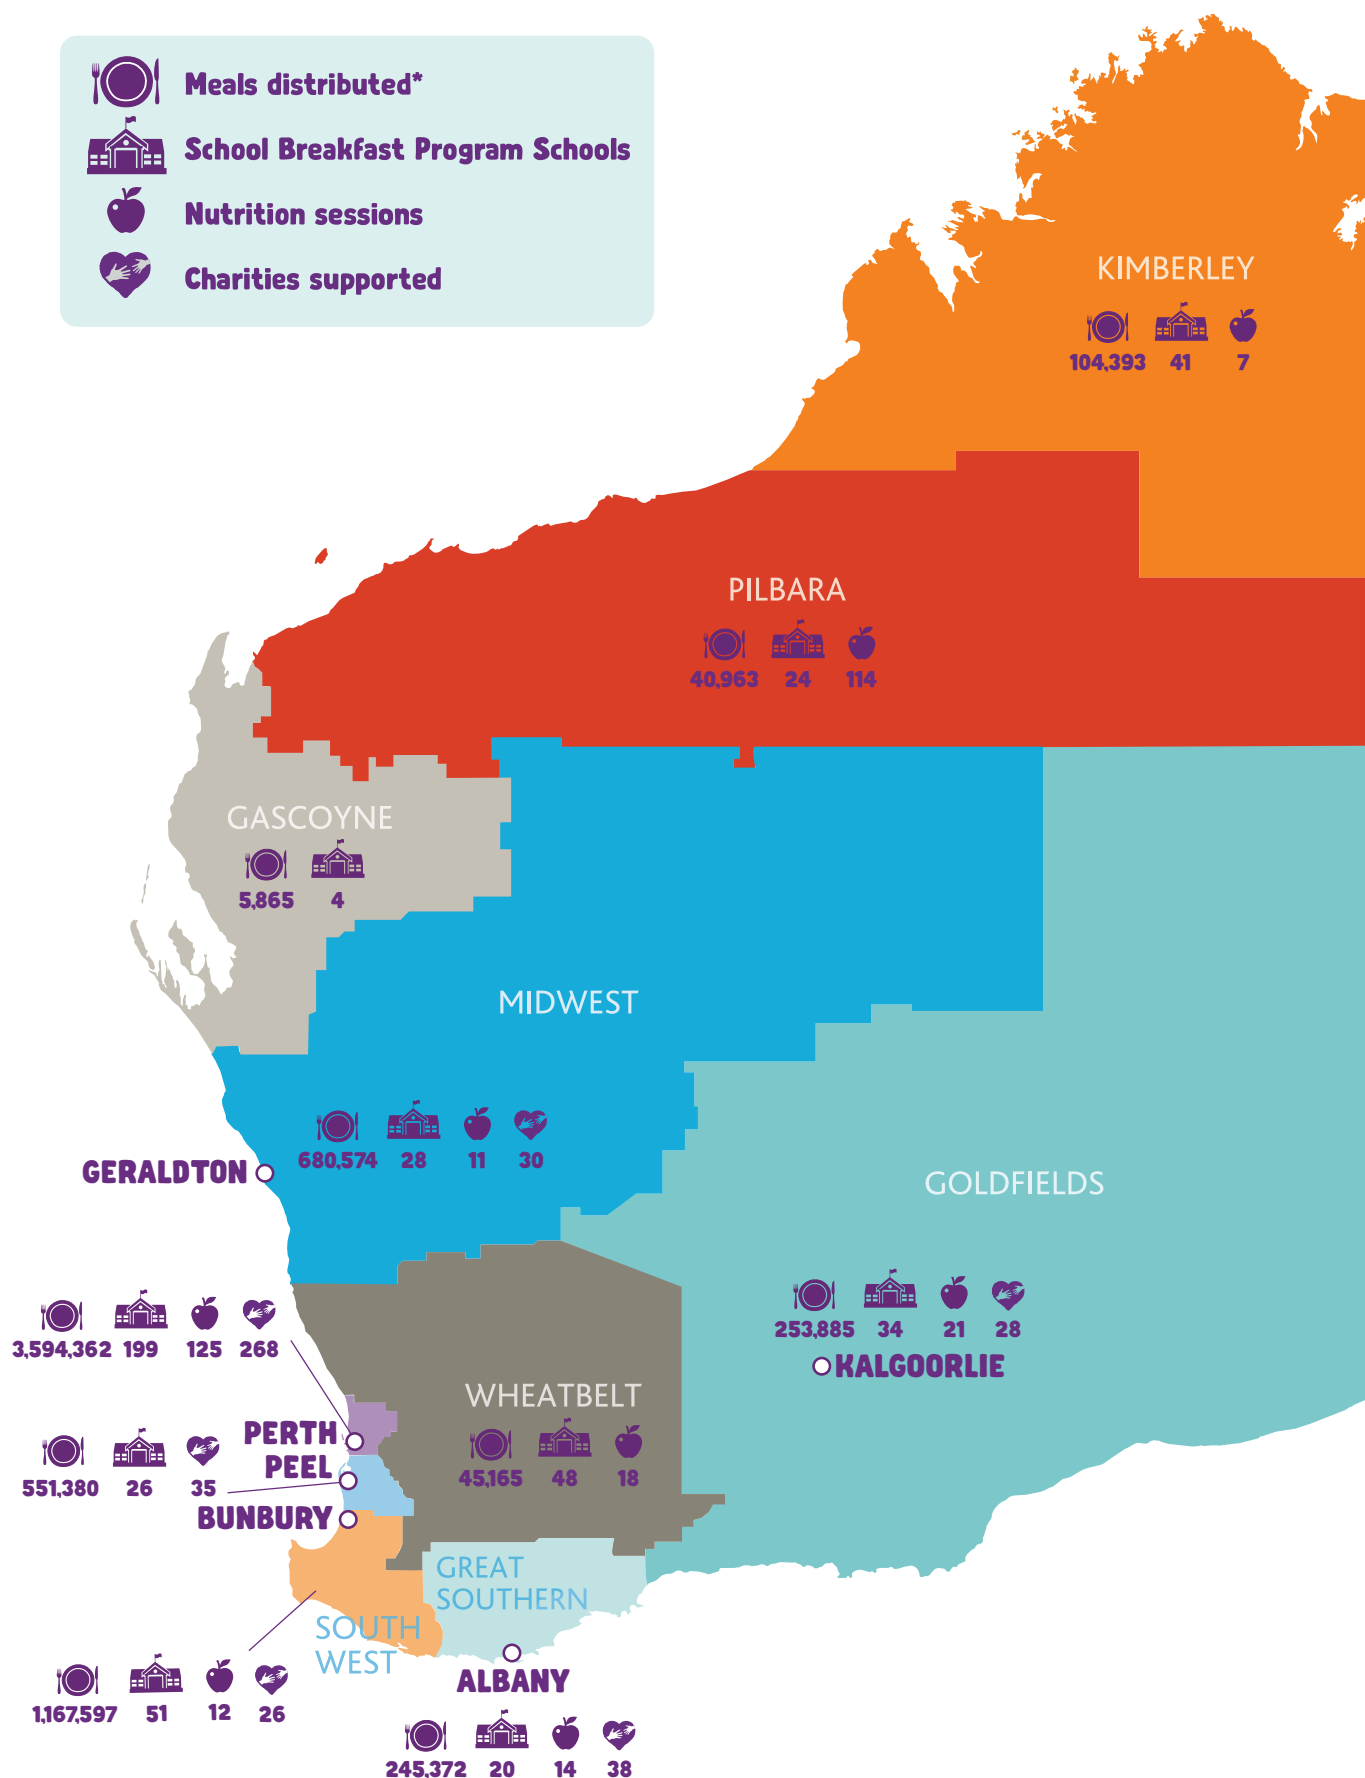 Meals distributed*
School Breakfast Program Schools
Nutrition sessions
Charities supported
KIMBERLEY
104,393 41 7
PILBARA
40,963 24 114
GASCOYNE
5,865 4
MIDWEST
680,574 28 11 30
GERALDTON
GOLDFIELDS
253,885 34 21 28
KALGOORLIE
3,594,362 199 125 268
WHEATBELT
45,165 48 18
PERTH
PEEL
551,380 26 35
BUNBURY
GREAT
SOUTHERN
SOUTH
WEST
1,167,597 51 12 26
ALBANY
245,372 20 14 38